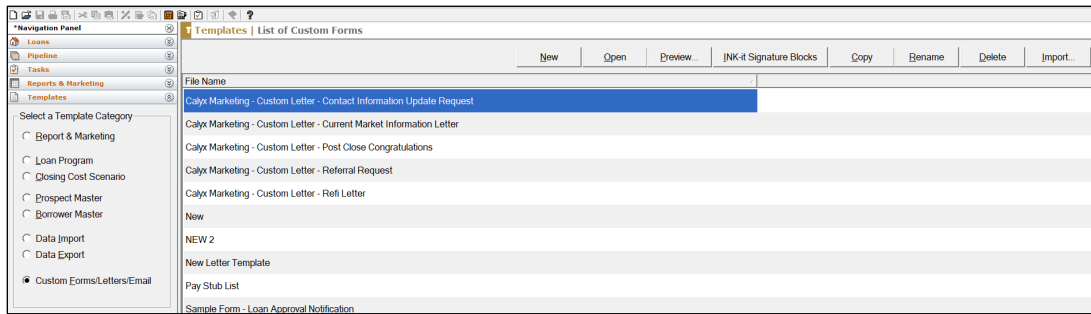 *Navigation Panel
Templates | List of Custom Forms
Loans
Pipeline
Tasks
Reports & Marketing
Templates
New Open Preview... INK-it Signature Blocks Copy Rename Delete Import...
Select a Template Category
Report & Marketing
Loan Program
Closing Cost Scenario
Prospect Master
Borrower Master
Data Import
Data Export
Custom Forms/Letters/Email
File Name
Calyx Marketing - Custom Letter - Contact Information Update Request
Calyx Marketing - Custom Letter - Current Market Information Letter
Calyx Marketing - Custom Letter - Post Close Congratulations
Calyx Marketing - Custom Letter - Referral Request
Calyx Marketing - Custom Letter - Refi Letter
New
NEW 2
New Letter Template
Pay Stub List
Sample Form - Loan Approval Notification